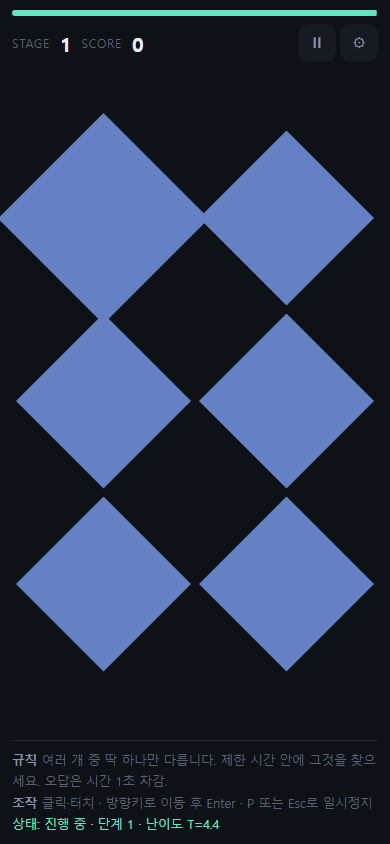 STAGE 1 SCORE 0
규칙 여러 개 중 딱 하나만 다릅니다. 제한 시간 안에 그것을 찾으
세요. 오답은 시간 1초 차감.
조작 클릭·터치 · 방향키로 이동 후 Enter · P 또는 Esc로 일시정지
상태: 진행 중 · 단계 1 · 난이도 T=4.4